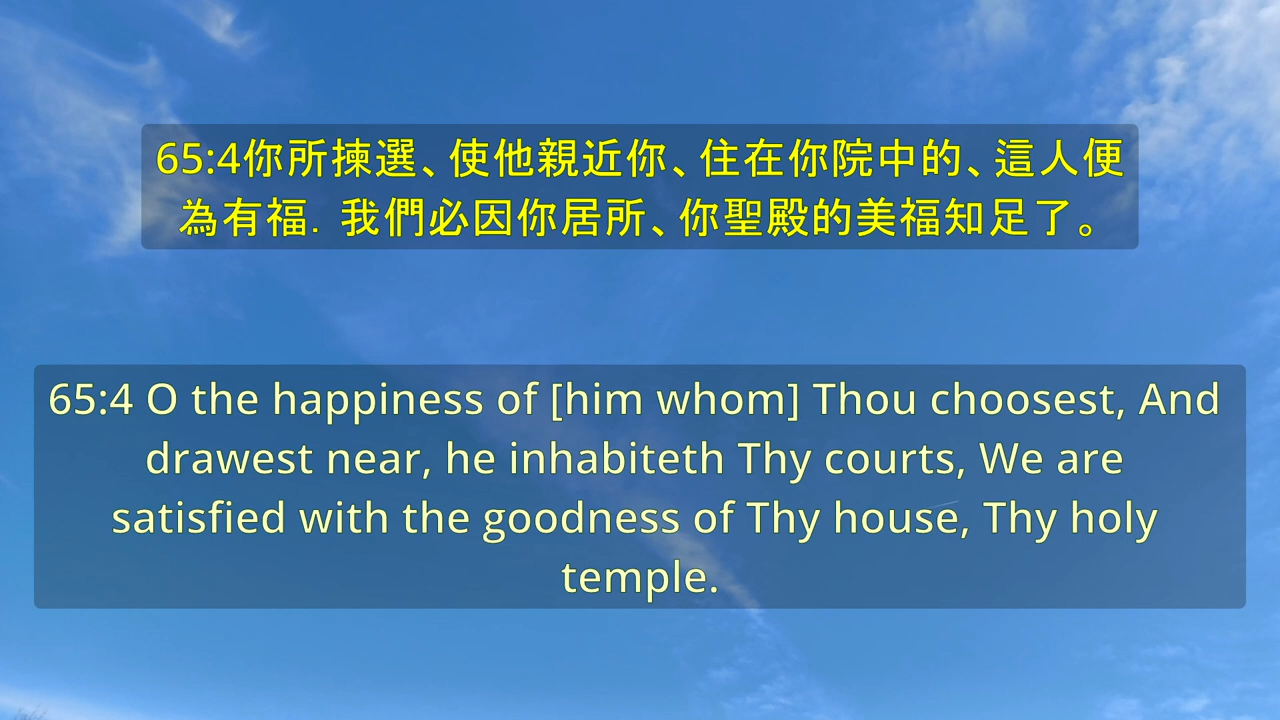 65:4你所揀選、使他親近你、住在你院中的、這人便
為有福. 我們必因你居所、你聖殿的美福知足了。
65:4 O the happiness of [him whom] Thou choosest, And
drawest near, he inhabiteth Thy courts, We are
satisfied with the goodness of Thy house, Thy holy
temple.